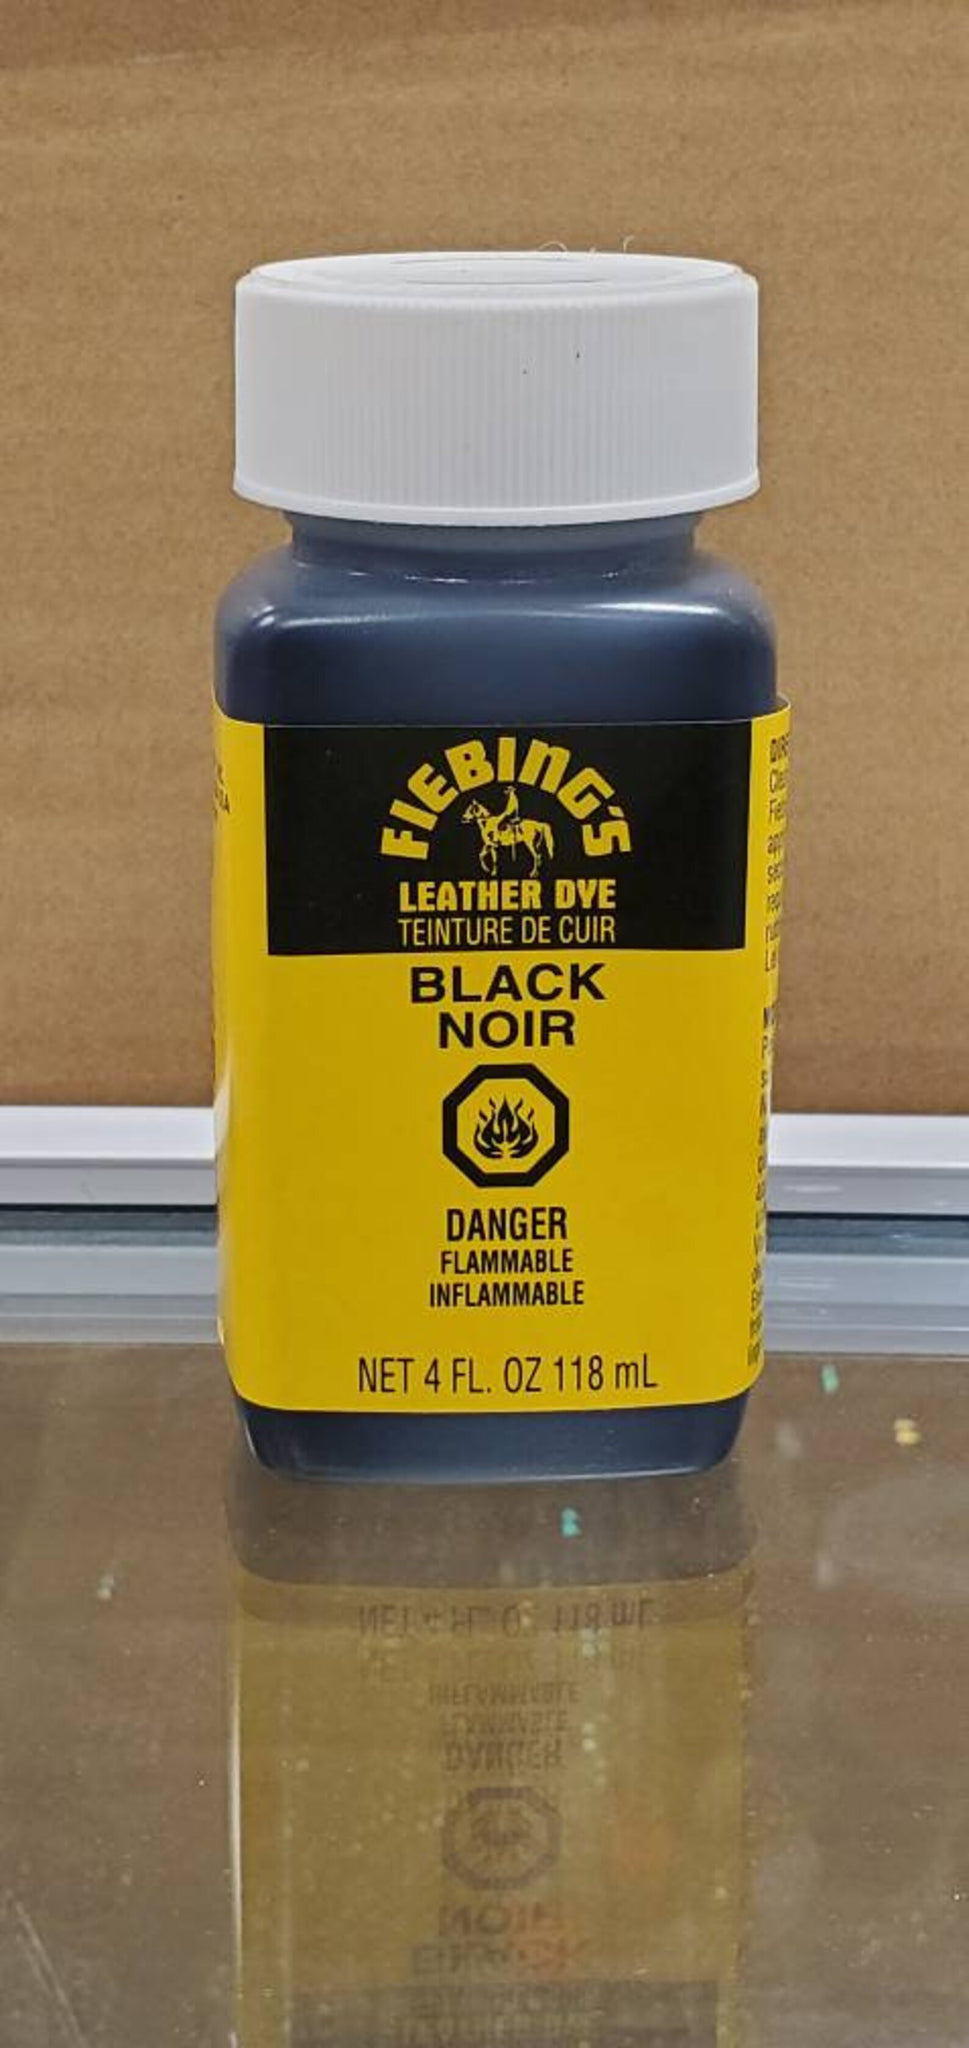 FIEBING'S
LEATHER DYE
TEINTURE DE CUIR
BLACK
NOIR
DANGER
FLAMMABLE
INFLAMMABLE
NET 4 FL. OZ 118 mL